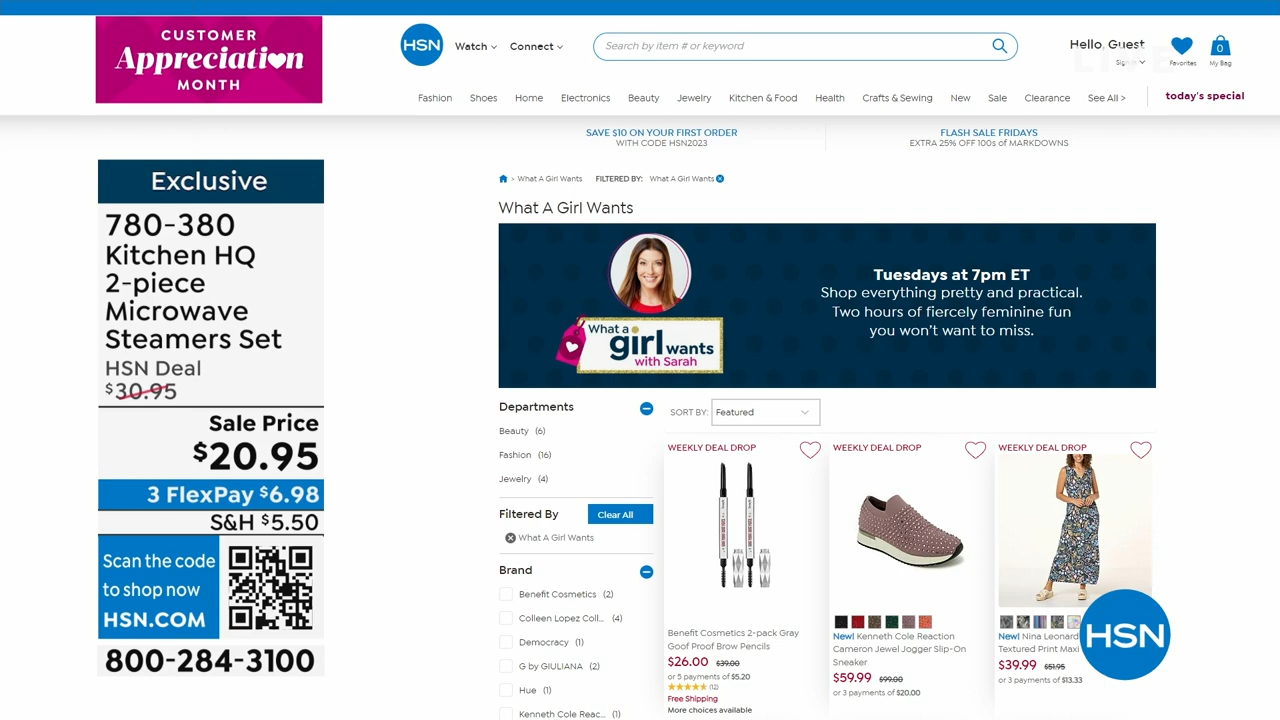 CUSTOMER
Appreciation
MONTH
HSN
Watch
Connect
Search by item # or keyword
Hello, Guest
Sign In
Favorites
0
My Bag
LIVE
Fashion Shoes Home Electronics Beauty Jewelry Kitchen & Food Health Crafts & Sewing New Sale Clearance See All > today's special
SAVE $10 ON YOUR FIRST ORDER
WITH CODE HSN2023
FLASH SALE FRIDAYS
EXTRA 25% OFF 100s of MARKDOWNS
Exclusive
780-380
Kitchen HQ
2-piece
Microwave
Steamers Set
HSN Deal
$30.95
Sale Price
$20.95
3 FlexPay $6.98
S&H $5.50
Scan the code
to shop now
HSN.COM
800-284-3100
> What A Girl Wants FILTERED BY: What A Girl Wants
What A Girl Wants
What a
girl wants
with Sarah
Tuesdays at 7pm ET
Shop everything pretty and practical.
Two hours of fiercely feminine fun
you won't want to miss.
Departments
Beauty (6)
Fashion (16)
Jewelry (4)
Filtered By
Clear All
What A Girl Wants
Brand
Benefit Cosmetics (2)
Colleen Lopez Coll... (4)
Democracy (1)
G by GIULIANA (2)
Hue (1)
Kenneth Cole Reac... (1)
SORT BY: Featured
WEEKLY DEAL DROP
Benefit Cosmetics 2-pack Gray
Goof Proof Brow Pencils
$26.00 $39.00
or 5 payments of $5.20
(12)
Free Shipping
More choices available
WEEKLY DEAL DROP
New! Kenneth Cole Reaction
Cameron Jewel Jogger Slip-On
Sneaker
$59.99 $99.00
or 3 payments of $20.00
WEEKLY DEAL DROP
New! Nina Leonard
Textured Print Maxi
$39.99 $51.95
or 3 payments of $13.33
HSN